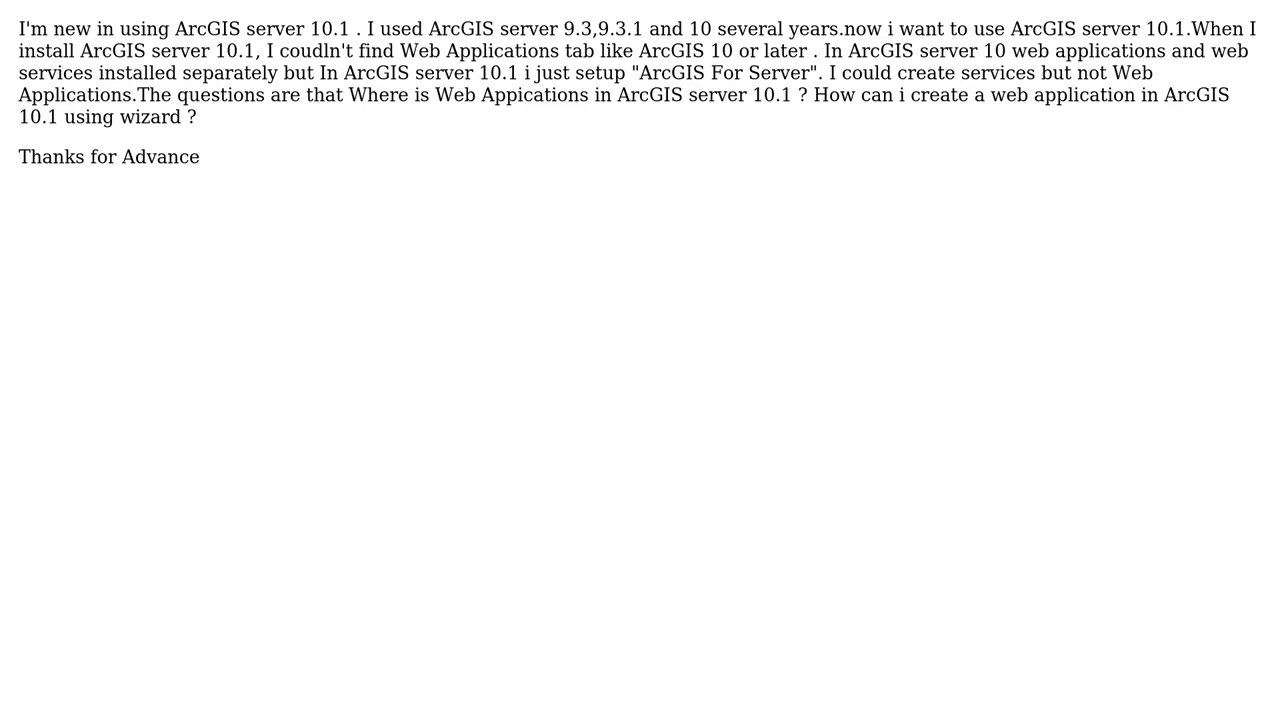 I'm new in using ArcGIS server 10.1 . I used ArcGIS server 9.3,9.3.1 and 10 several years.now i want to use ArcGIS server 10.1.When I
install ArcGIS server 10.1, I coudln't find Web Applications tab like ArcGIS 10 or later . In ArcGIS server 10 web applications and web
services installed separately but In ArcGIS server 10.1 i just setup "ArcGIS For Server". I could create services but not Web
Applications.The questions are that Where is Web Appications in ArcGIS server 10.1 ? How can i create a web application in ArcGIS
10.1 using wizard ?
Thanks for Advance